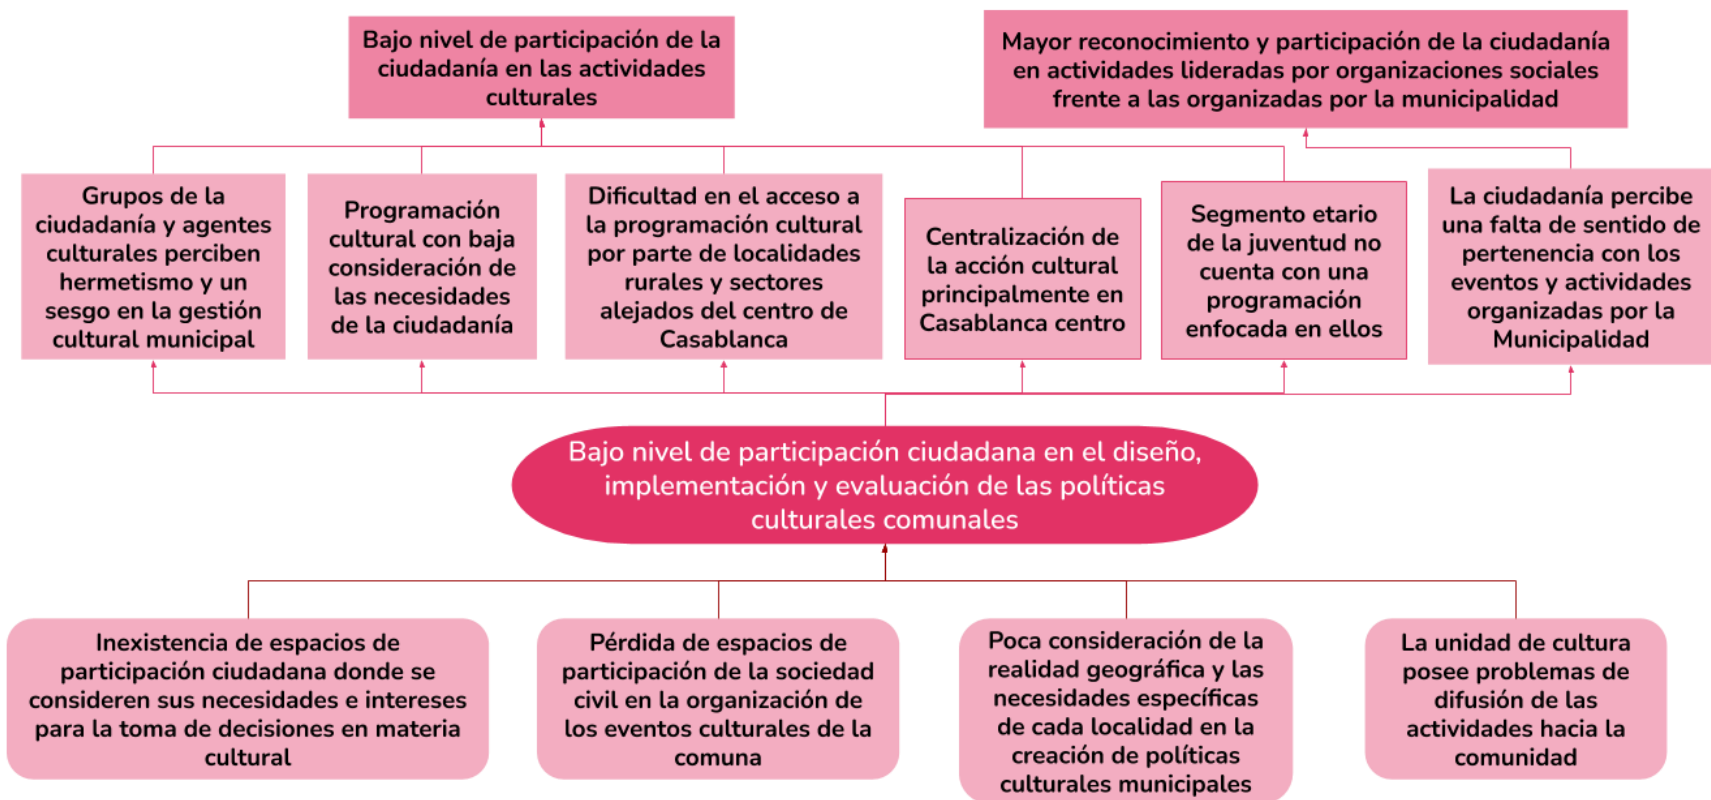 Bajo nivel de participación de la
ciudadanía en las actividades
culturales
Mayor reconocimiento y participación de la ciudadanía
en actividades lideradas por organizaciones sociales
frente a las organizadas por la municipalidad
Grupos de la
ciudadanía y agentes
culturales perciben
hermetismo y un
sesgo en la gestión
cultural municipal
Programación
cultural con baja
consideración de
las necesidades
de la ciudadanía
Dificultad en el acceso a
la programación cultural
por parte de localidades
rurales y sectores
alejados del centro de
Casablanca
Centralización de
la acción cultural
principalmente en
Casablanca centro
Segmento etario
de la juventud no
cuenta con una
programación
enfocada en ellos
La ciudadanía percibe
una falta de sentido de
pertenencia con los
eventos y actividades
organizadas por la
Municipalidad
Bajo nivel de participación ciudadana en el diseño,
implementación y evaluación de las políticas
culturales comunales
Inexistencia de espacios de
participación ciudadana donde se
consideren sus necesidades e intereses
para la toma de decisiones en materia
cultural
Pérdida de espacios de
participación de la sociedad
civil en la organización de
los eventos culturales de la
comuna
Poca consideración de la
realidad geográfica y las
necesidades específicas
de cada localidad en la
creación de políticas
culturales municipales
La unidad de cultura
posee problemas de
difusión de las
actividades hacia la
comunidad